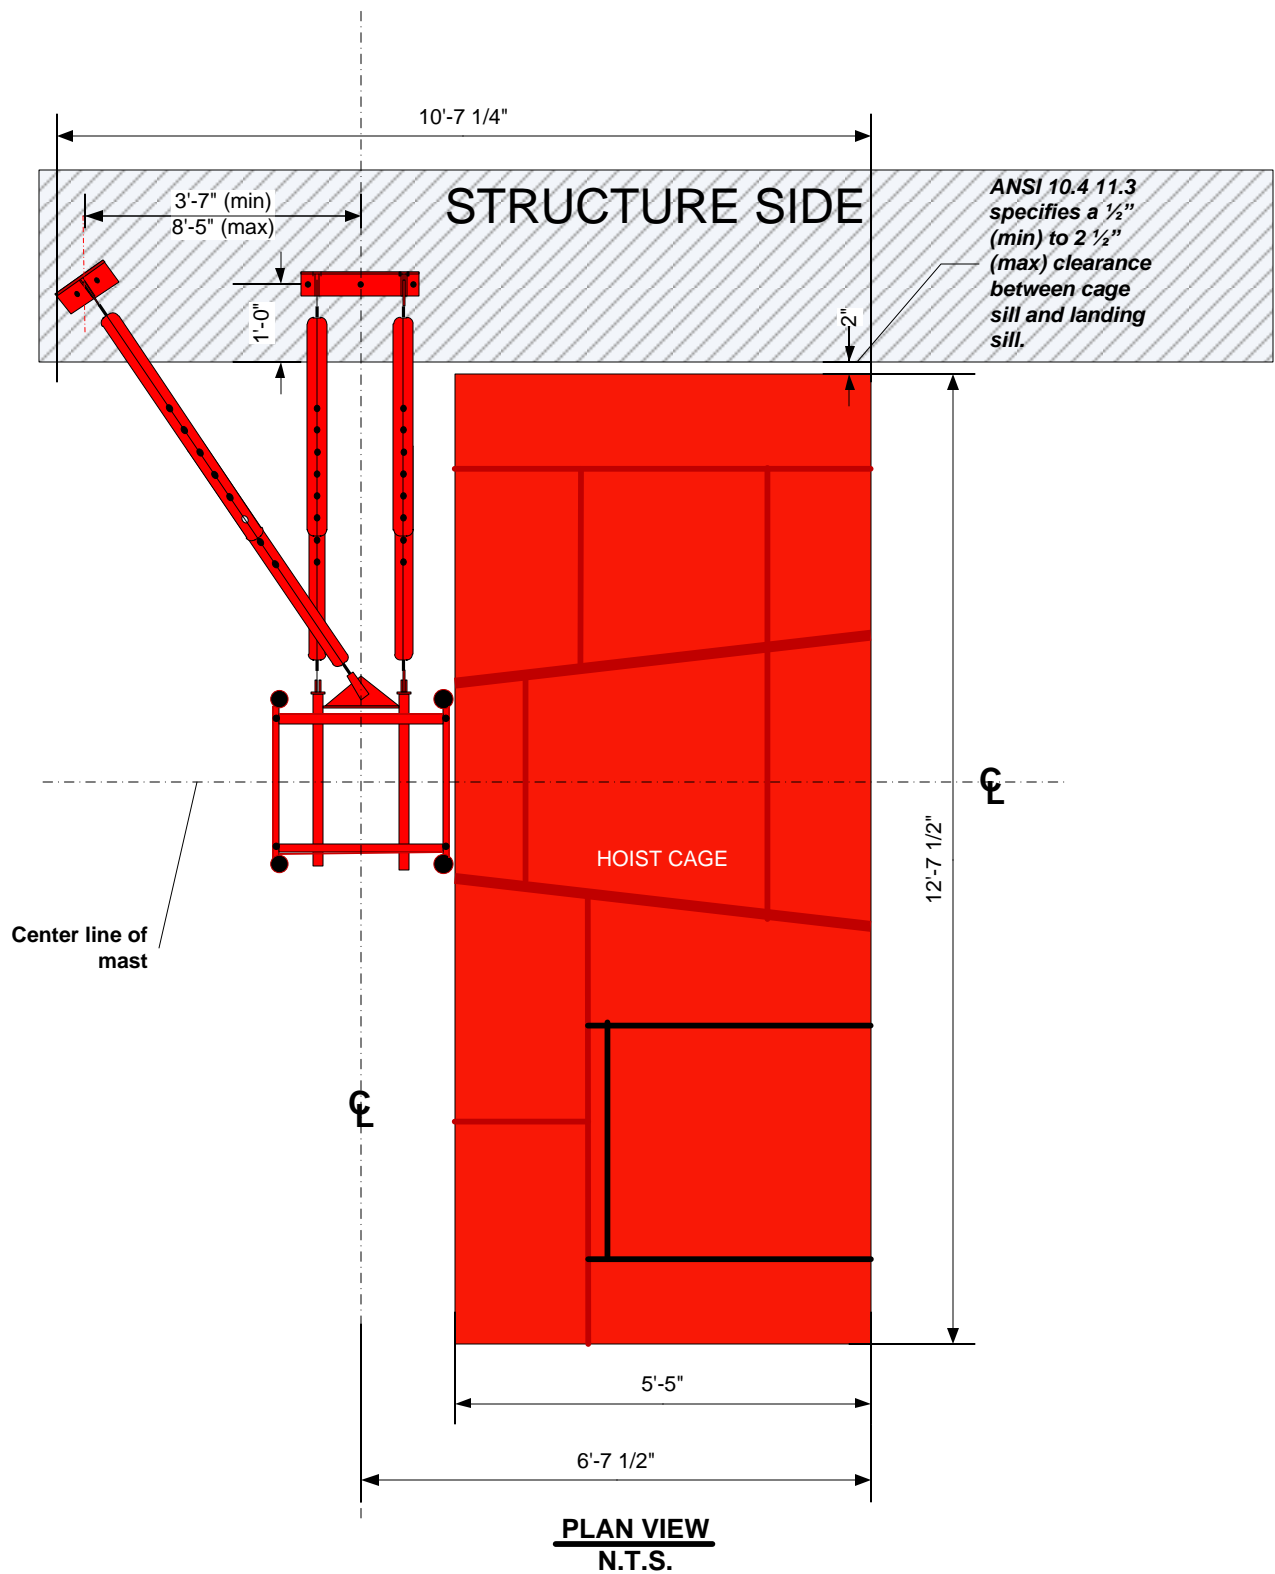 10'-7 1/4"
STRUCTURE SIDE
3'-7" (min)
8'-5" (max)
ANSI 10.4 11.3
specifies a ½”
(min) to 2 ½”
(max) clearance
between cage
sill and landing
sill.
1'-0"
2"
℄
HOIST CAGE
12'-7 1/2"
Center line of
mast
℄
5'-5"
6'-7 1/2"
PLAN VIEW
N.T.S.